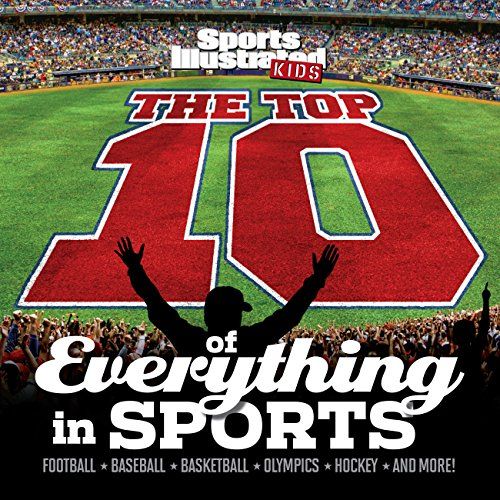 Sports
Illustrated
KIDS
THE TOP
10
of
Everything
in SPORTS
FOOTBALL ★ BASEBALL ★ BASKETBALL ★ OLYMPICS ★ HOCKEY ★ AND MORE!